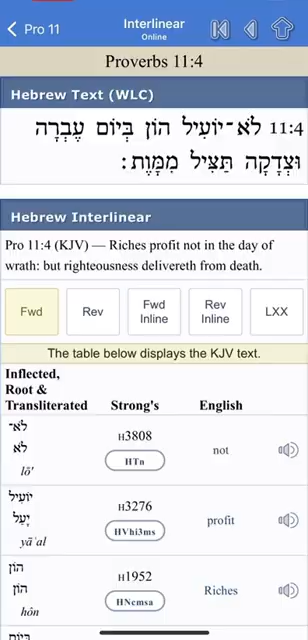 Pro 11
Interlinear
Online
Proverbs 11:4
Hebrew Text (WLC)
11:4 לֹא־יוֹעִיל הוֹן בְּיוֹם עֶבְרָה
וּצְדָקָה תַּצִּיל מִמָּוֶת׃
Hebrew Interlinear
Pro 11:4 (KJV) — Riches profit not in the day of
wrath: but righteousness delivereth from death.
Fwd
Rev
Fwd
Inline
Rev
Inline
LXX
The table below displays the KJV text.
Inflected,
Root &
Transliterated
Strong's
English
לֹא־
לֹא
lō'
H3808
HTn
not
יוֹעִיל
יָעַל
yāʿal
H3276
HVhi3ms
profit
הוֹן
הוֹן
hôn
H1952
HNcmsa
Riches
בְּיוֹם